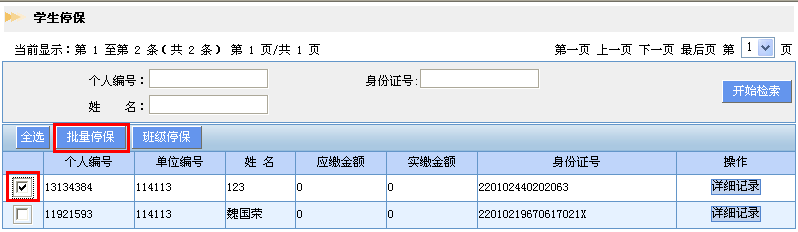 学生停保
当前显示：第 1 至第 2 条(共 2 条) 第 1 页/共 1 页 第一页 上一页 下一页 最后页 第 1 页
个人编号： 身份证号:
开始检索
姓 名：
全选 批量停保 班级停保
个人编号 单位编号 姓 名 应缴金额 实缴金额 身份证号 操作
13134384 114113 123 0 0 220102440202063 详细记录
11921593 114113 魏国荣 0 0 22010219670617021X 详细记录